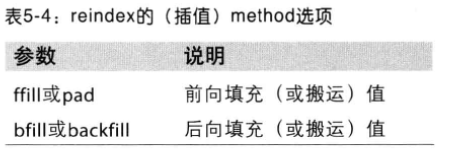 表5-4：reindex的（插值）method选项
参数 说明
ffill或pad 前向填充（或搬运）值
bfill或backfill 后向填充（或搬运）值